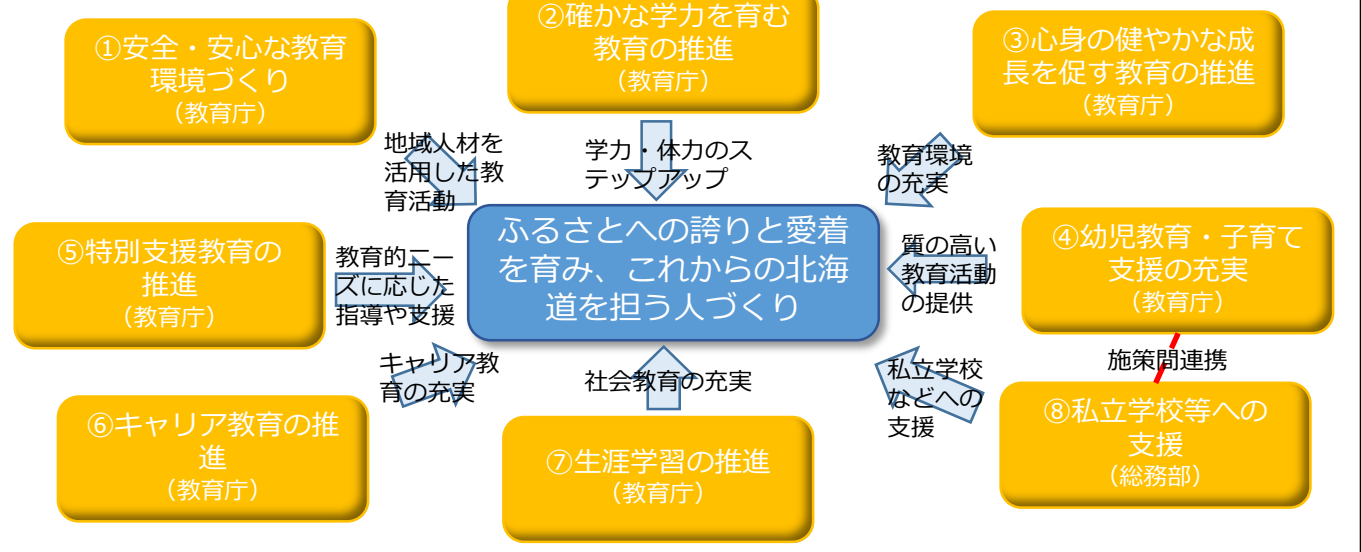 ①安全・安心な教育
環境づくり
（教育庁）
②確かな学力を育む
教育の推進
（教育庁）
③心身の健やかな成
長を促す教育の推進
（教育庁）
地域人材を
活用した教
育活動
学力・体力のス
テップアップ
教育環境
の充実
⑤特別支援教育の
推進
（教育庁）
教育的ニー
ズに応じた
指導や支援
ふるさとへの誇りと愛着
を育み、これからの北海
道を担う人づくり
質の高い
教育活動
の提供
④幼児教育・子育て
支援の充実
（教育庁）
キャリア教
育の充実
社会教育の充実
私立学校
などへの
支援
施策間連携
⑥キャリア教育の推
進
（教育庁）
⑦生涯学習の推進
（教育庁）
⑧私立学校等への
支援
（総務部）